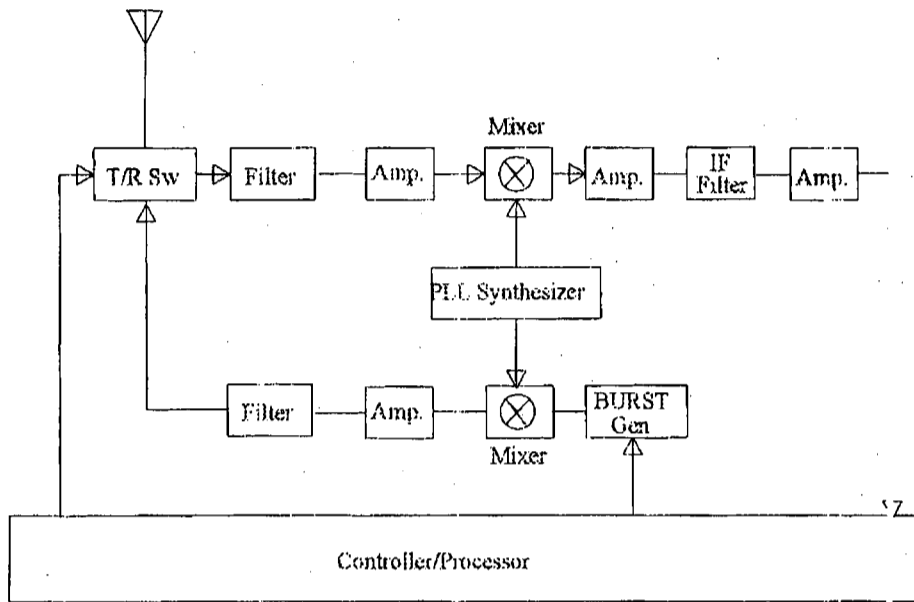 Mixer
T/R Sw
Filter
Amp.
Amp.
IF
Filter
Amp.
PLL Synthesizer
Filter
Amp.
BURST
Gen
Mixer
Controller/Processor